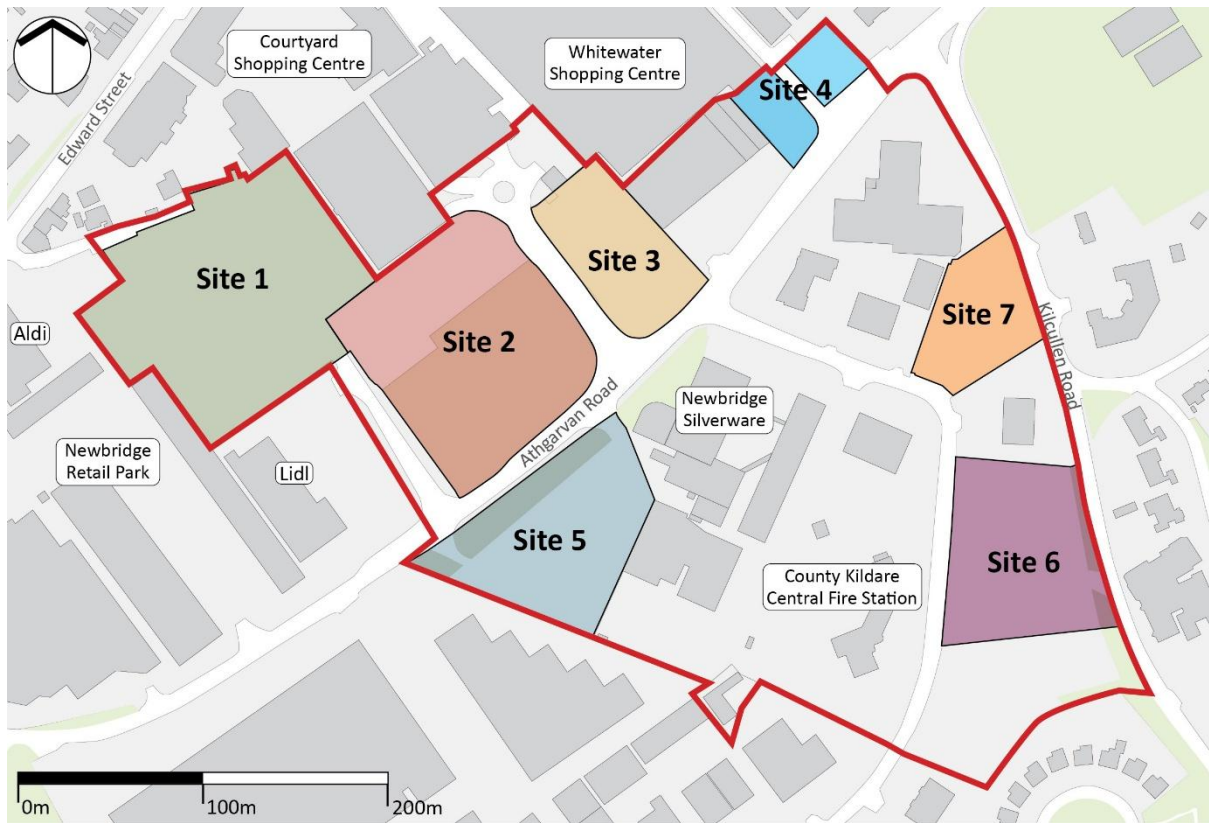 Courtyard
Shopping Centre
Whitewater
Shopping Centre
Edward Street
Site 4
Site 1
Site 3
Site 2
Site 7
Kilcullen Road
Aldi
Athgarvan Road
Newbridge
Silverware
Newbridge
Retail Park
Lidl
Site 5
Site 6
County Kildare
Central Fire Station
0m
100m
200m